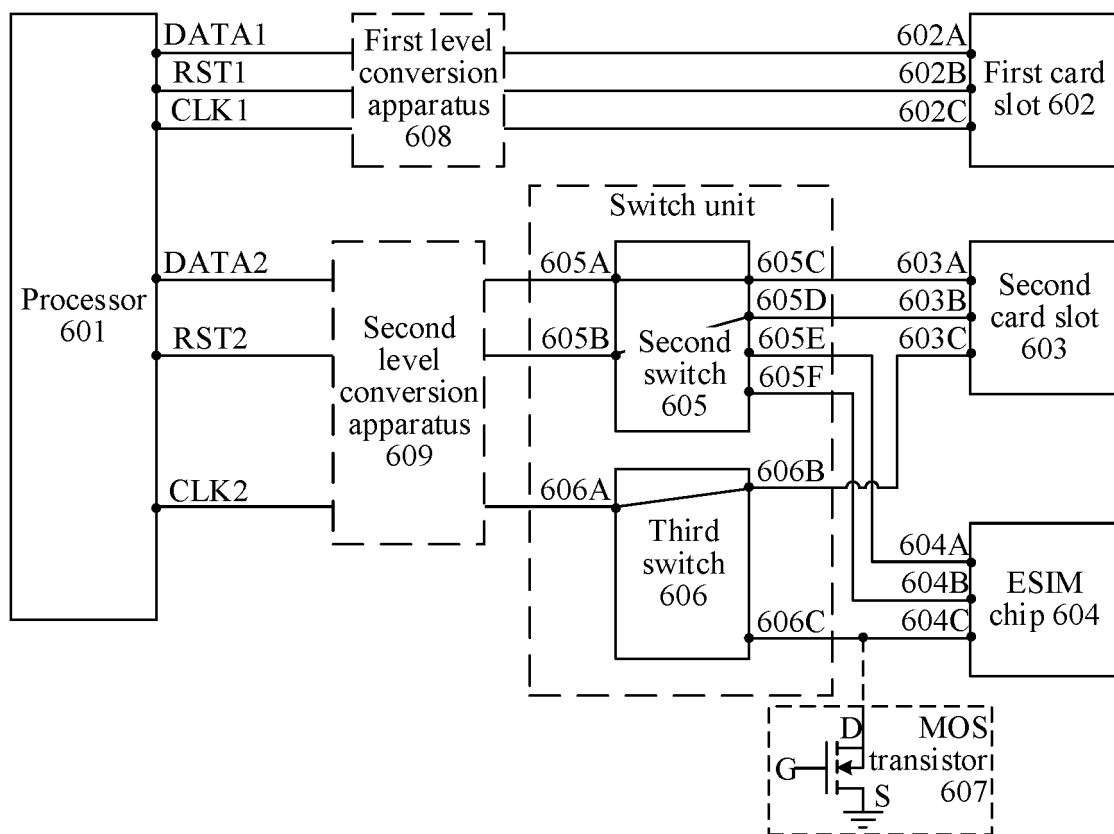 DATA1
RST1
CLK1
First level
conversion
apparatus
608
602A
602B
602C
First card
slot 602
Processor
601
DATA2
RST2
CLK2
Second
level
conversion
apparatus
609
Switch unit
605A
605B
605C
605D
605E
605F
Second
switch
605
603A
603B
603C
Second
card slot
603
606A
606B
606C
Third
switch
606
604A
604B
604C
ESIM
chip 604
D
G
S
MOS
transistor
607